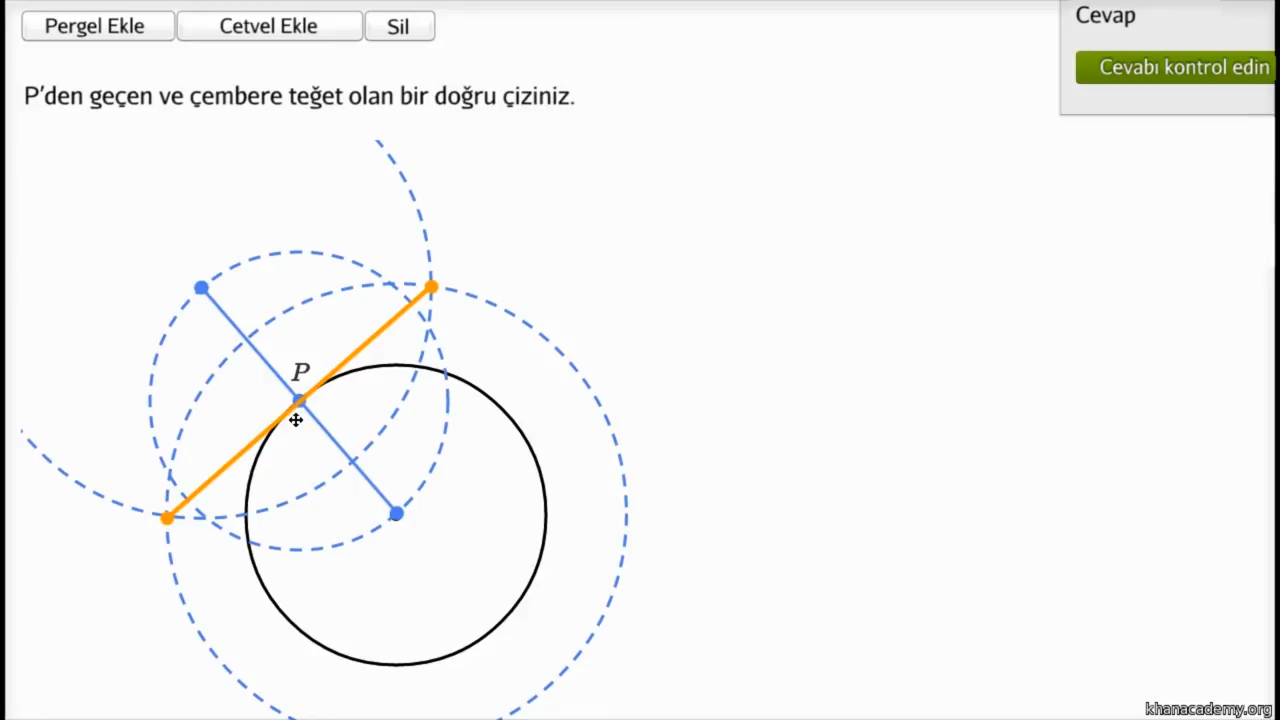 Pergel Ekle Cetvel Ekle Sil
Cevap
Cevabı kontrol edin
P'den geçen ve çembere teğet olan bir doğru çiziniz.
P
khanacademy.org